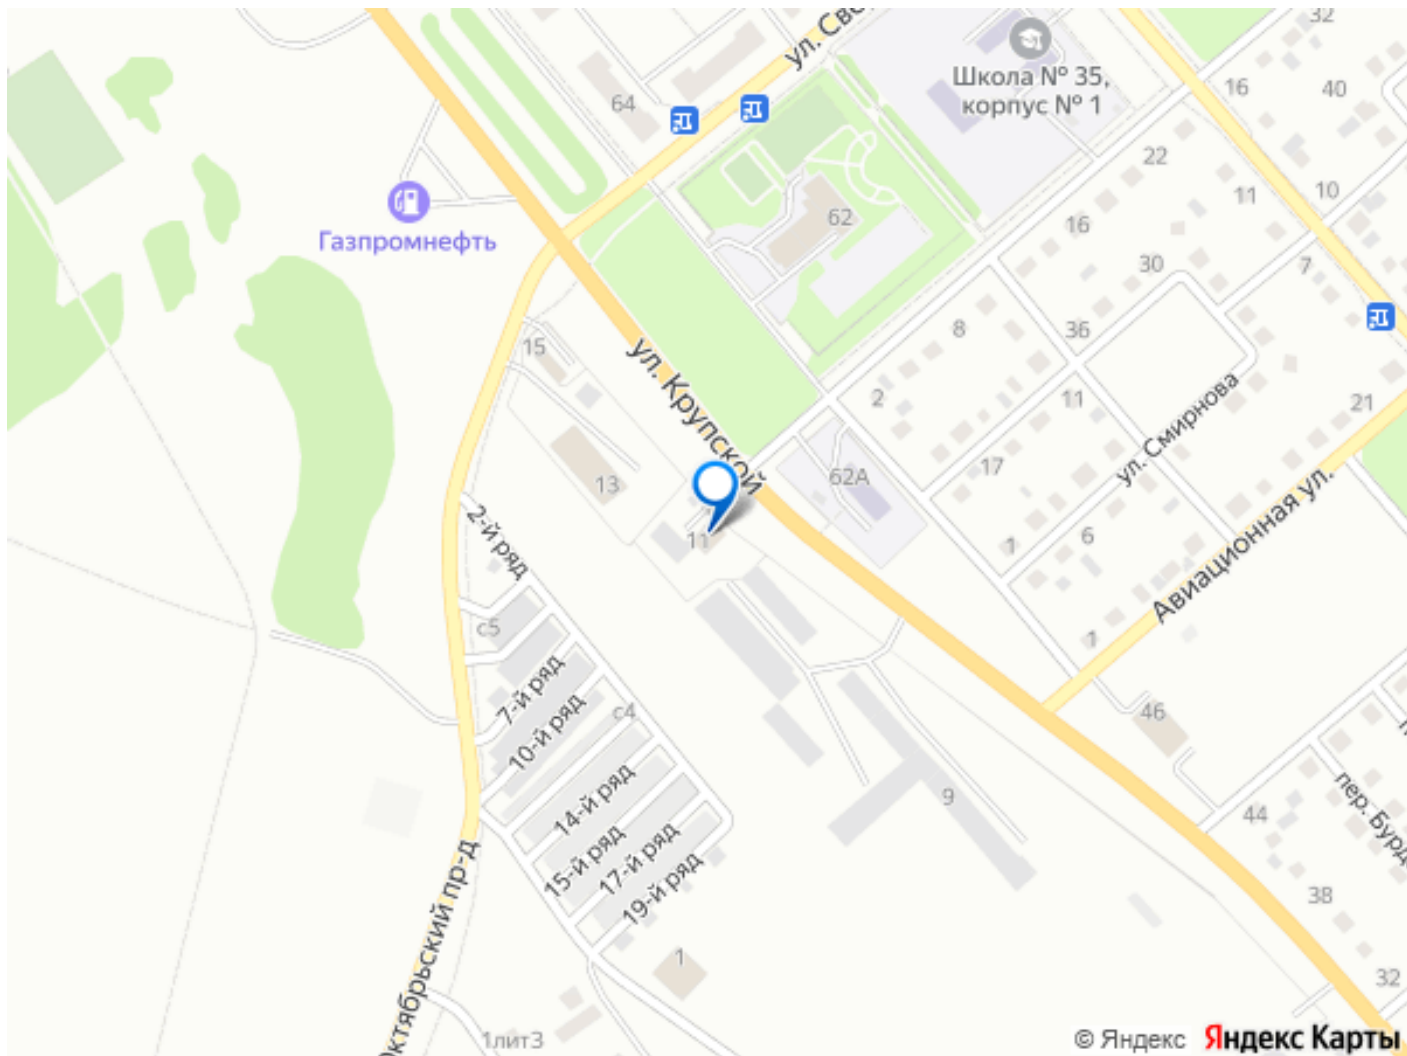 32
ул. Сво
Школа № 35,
корпус № 1
64
16
40
22
62
16
11
10
Газпромнефть
30
7
8
36
15
ул. Крупской
2
11
21
ул. Смирнова
17
13
62А
2-й ряд
11
1
6
Авиационная ул.
1
с5
7-й ряд
10-й ряд
с4
46
14-й ряд
9
44
пер. Бурд
15-й ряд
17-й ряд
19-й ряд
Октябрьский пр-д
38
1
32
1лит3
© Яндекс Яндекс Карты